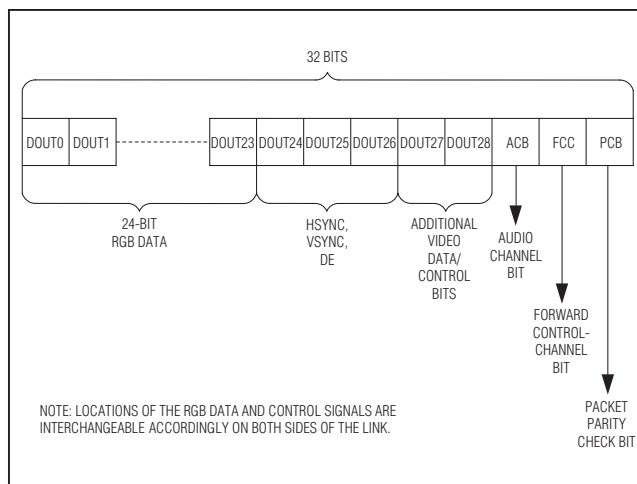 32 BITS
DOUT0 DOUT1 DOUT23 DOUT24 DOUT25 DOUT26 DOUT27 DOUT28 ACB FCC PCB
24-BIT
RGB DATA
HSYNC,
VSYNC,
DE
ADDITIONAL
VIDEO
DATA/
CONTROL
BITS
AUDIO
CHANNEL
BIT
FORWARD
CONTROL-
CHANNEL
BIT
PACKET
PARITY
CHECK BIT
NOTE: LOCATIONS OF THE RGB DATA AND CONTROL SIGNALS ARE
INTERCHANGEABLE ACCORDINGLY ON BOTH SIDES OF THE LINK.